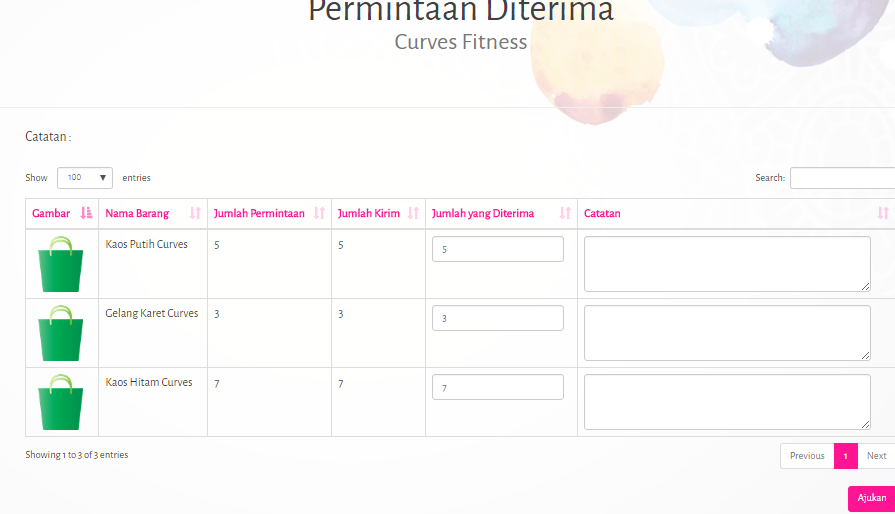 Permintaan Diterima
Curves Fitness
Catatan :
Show 100 entries Search:
Gambar Nama Barang Jumlah Permintaan Jumlah Kirim Jumlah yang Diterima Catatan
Kaos Putih Curves 5 5 5
Gelang Karet Curves 3 3 3
Kaos Hitam Curves 7 7 7
Showing 1 to 3 of 3 entries Previous 1 Next
Ajukan